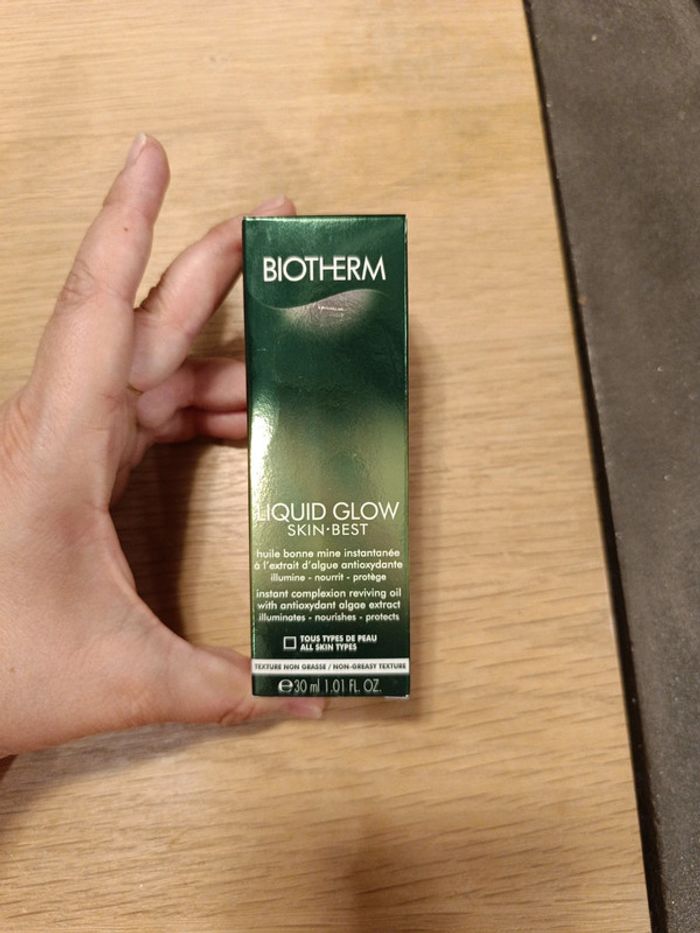 BIOTHERM
LIQUID GLOW
SKIN·BEST
huile bonne mine instantanée
à l'extrait d'algue antioxydante
illumine - nourrit - protège
instant complexion reviving oil
with antioxydant algae extract
illuminates - nourishes - protects
TOUS TYPES DE PEAU
ALL SKIN TYPES
TEXTURE NON GRASSE / NON-GREASY TEXTURE
℮30 ml 1.01 FL. OZ.